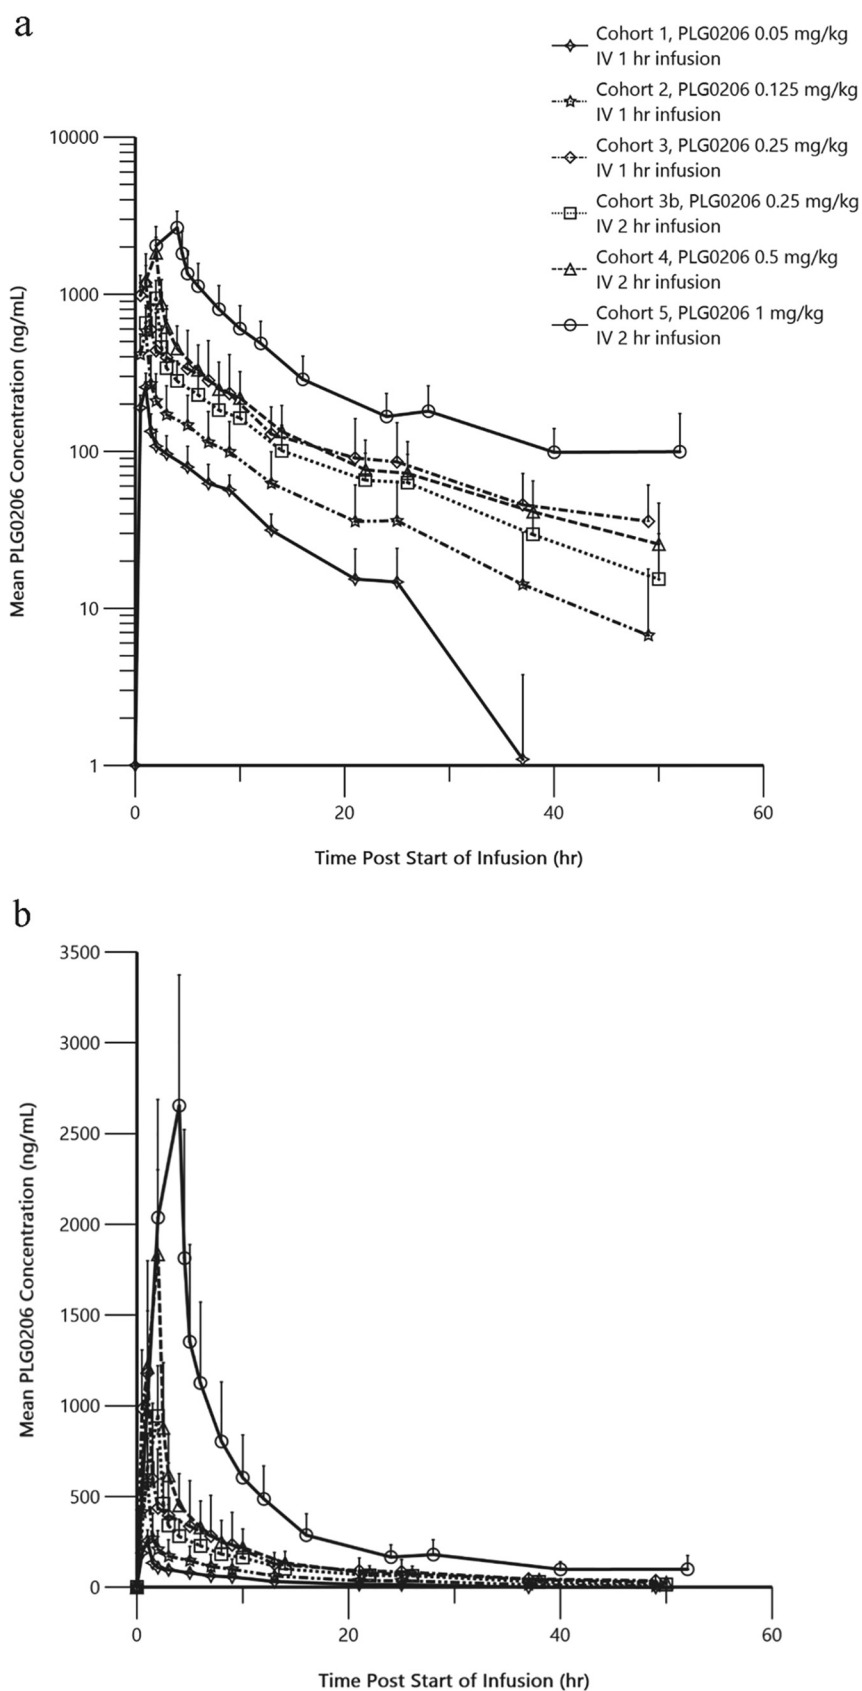 a
Cohort 1, PLG0206 0.05 mg/kg
IV 1 hr infusion
Cohort 2, PLG0206 0.125 mg/kg
IV 1 hr infusion
Cohort 3, PLG0206 0.25 mg/kg
IV 1 hr infusion
Cohort 3b, PLG0206 0.25 mg/kg
IV 2 hr infusion
Cohort 4, PLG0206 0.5 mg/kg
IV 2 hr infusion
Cohort 5, PLG0206 1 mg/kg
IV 2 hr infusion
Mean PLG0206 Concentration (ng/mL)
10000
1000
100
10
1
0 20 40 60
Time Post Start of Infusion (hr)
b
Mean PLG0206 Concentration (ng/mL)
3500
3000
2500
2000
1500
1000
500
0
0 20 40 60
Time Post Start of Infusion (hr)